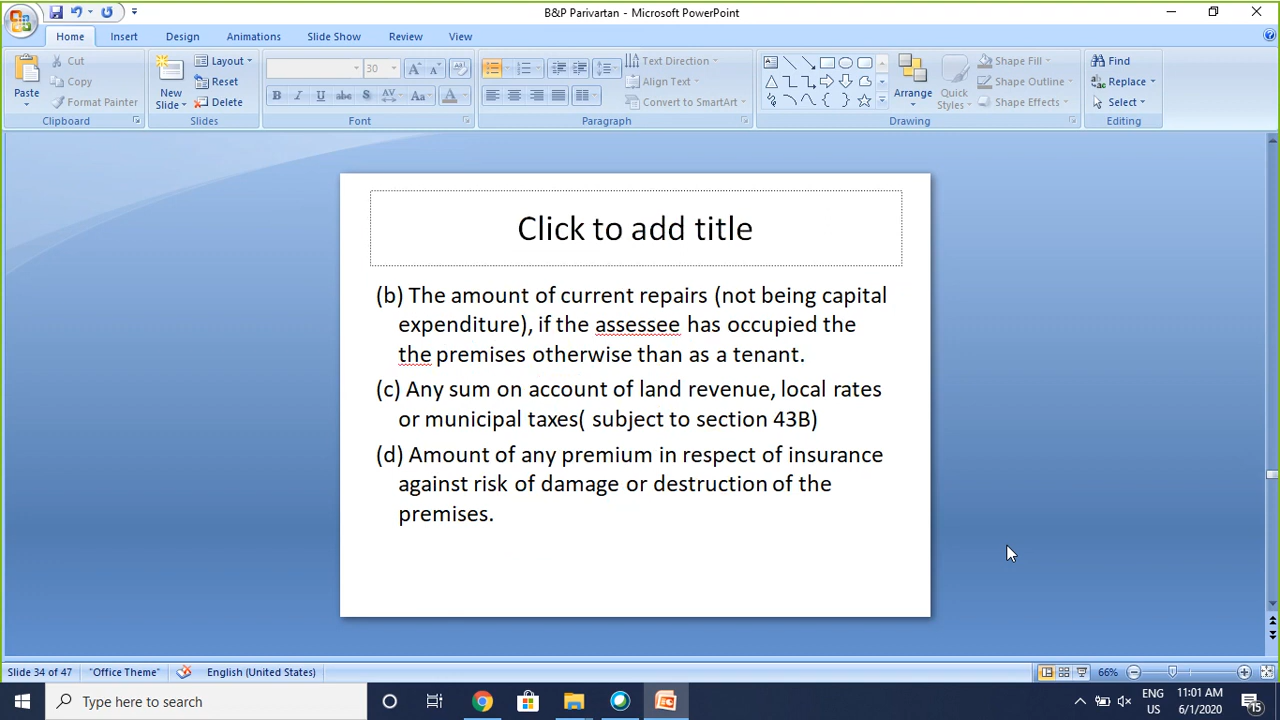 B&P Parivartan - Microsoft PowerPoint
Home Insert Design Animations Slide Show Review View
Paste
Cut
Copy
Format Painter
Clipboard
New Slide
Layout
Reset
Delete
Slides
30
B I U abc S AV Aa A
Font
Text Direction
Align Text
Convert to SmartArt
Paragraph
Arrange
Quick Styles
Shape Fill
Shape Outline
Shape Effects
Drawing
Find
Replace
Select
Editing
Click to add title
(b) The amount of current repairs (not being capital
expenditure), if the assessee has occupied the
the premises otherwise than as a tenant.
(c) Any sum on account of land revenue, local rates
or municipal taxes( subject to section 43B)
(d) Amount of any premium in respect of insurance
against risk of damage or destruction of the
premises.
Slide 34 of 47 "Office Theme" English (United States) 66%
Type here to search
ENG
US
11:01 AM
6/1/2020
15